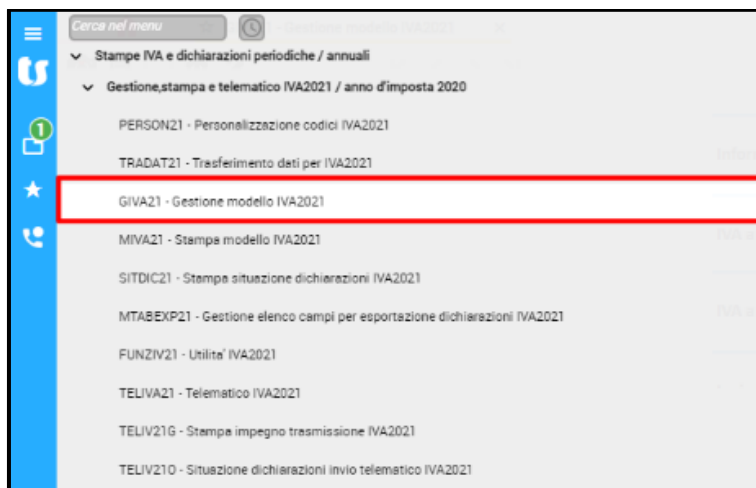 Cerca nel menu - Gestione modello IVA2021
Stampe IVA e dichiarazioni periodiche / annuali
Gestione,stampa e telematico IVA2021 / anno d'imposta 2020
1
PERSON21 - Personalizzazione codici IVA2021
TRADAT21 - Trasferimento dati per IVA2021
GIVA21 - Gestione modello IVA2021
MIVA21 - Stampa modello IVA2021
SITDIC21 - Stampa situazione dichiarazioni IVA2021
MTABEXP21 - Gestione elenco campi per esportazione dichiarazioni IVA2021
FUNZIV21 - Utilita' IVA2021
TELIVA21 - Telematico IVA2021
TELIV21G - Stampa impegno trasmissione IVA2021
TELIV21O - Situazione dichiarazioni invio telematico IVA2021